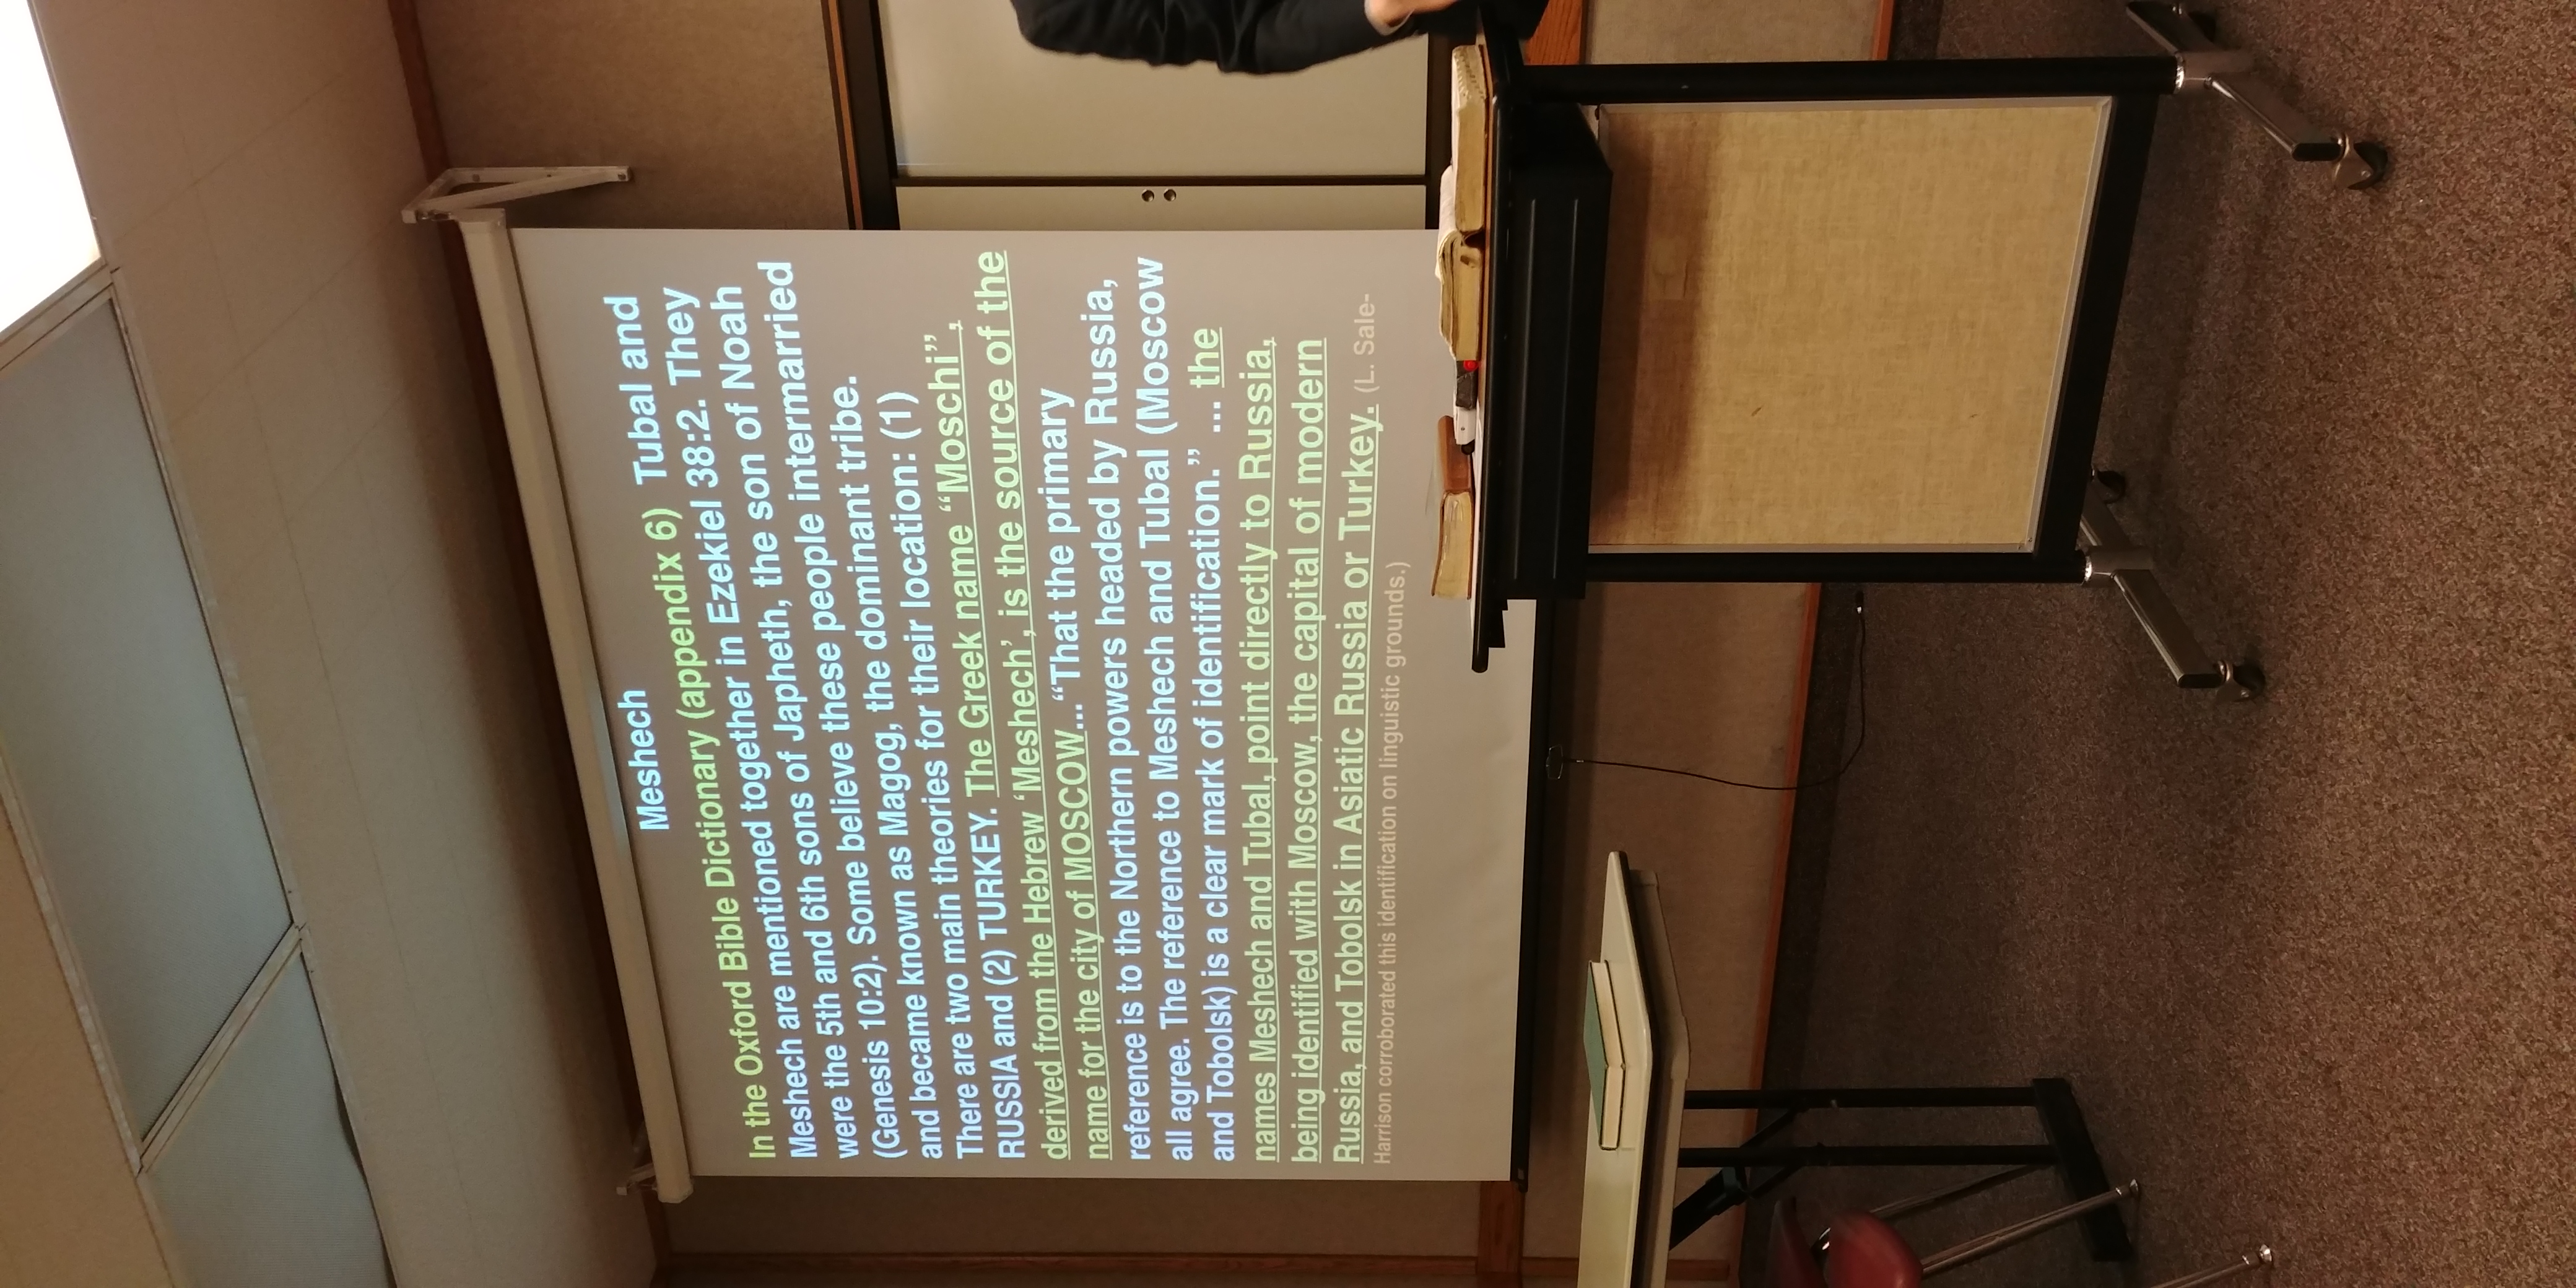 Meshech
In the Oxford Bible Dictionary (appendix 6) Tubal and
Meshech are mentioned together in Ezekiel 38:2. They
were the 5th and 6th sons of Japheth, the son of Noah
(Genesis 10:2). Some believe these people intermarried
and became known as Magog, the dominant tribe.
There are two main theories for their location: (1)
RUSSIA and (2) TURKEY. The Greek name “Moschi”,
derived from the Hebrew ‘Meshech’, is the source of the
name for the city of MOSCOW...“That the primary
reference is to the Northern powers headed by Russia,
all agree. The reference to Meshech and Tubal (Moscow
and Tobolsk) is a clear mark of identification.” ... the
names Meshech and Tubal, point directly to Russia,
being identified with Moscow, the capital of modern
Russia, and Tobolsk in Asiatic Russia or Turkey. (L. Sale-
Harrison corroborated this identification on linguistic grounds.)